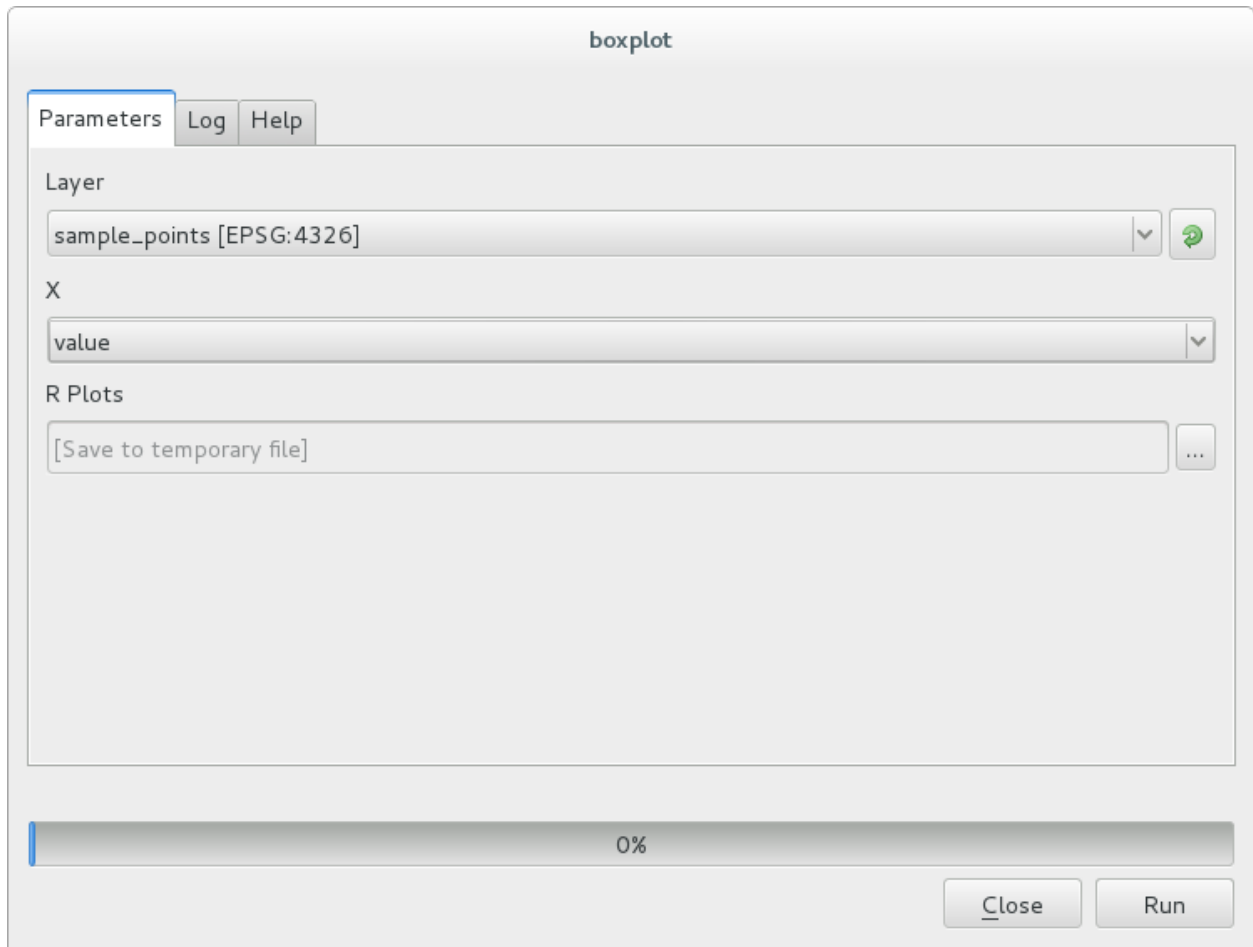 boxplot
Parameters Log Help
Layer
sample_points [EPSG:4326]
X
value
R Plots
[Save to temporary file]
...
0%
Close Run